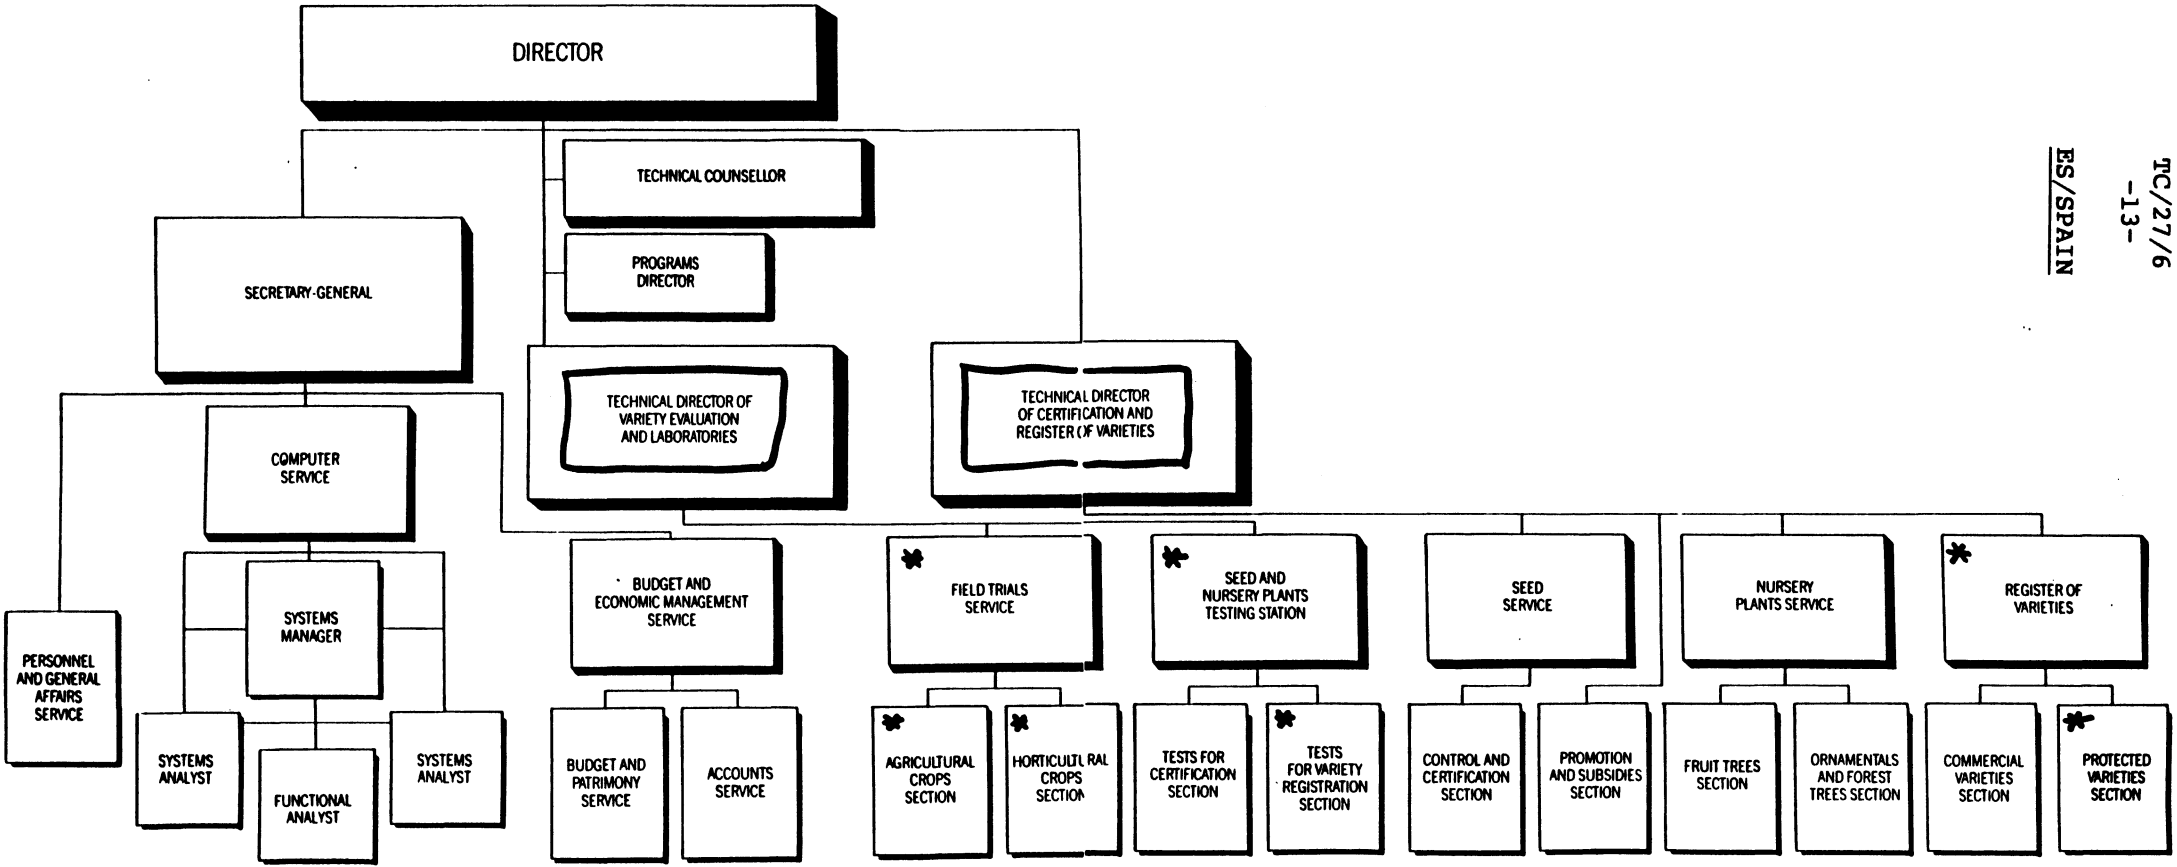 DIRECTOR
TC/27/6
-13-
ES/SPAIN
TECHNICAL COUNSELLOR
PROGRAMS
DIRECTOR
SECRETARY-GENERAL
TECHNICAL DIRECTOR OF
VARIETY EVALUATION
AND LABORATORIES
TECHNICAL DIRECTOR
OF CERTIFICATION AND
REGISTER OF VARIETIES
COMPUTER
SERVICE
SYSTEMS
MANAGER
BUDGET AND
ECONOMIC MANAGEMENT
SERVICE
FIELD TRIALS
SERVICE
SEED AND
NURSERY PLANTS
TESTING STATION
SEED
SERVICE
NURSERY
PLANTS SERVICE
REGISTER OF
VARIETIES
PERSONNEL
AND GENERAL
AFFAIRS
SERVICE
SYSTEMS
ANALYST
FUNCTIONAL
ANALYST
SYSTEMS
ANALYST
BUDGET AND
PATRIMONY
SERVICE
ACCOUNTS
SERVICE
AGRICULTURAL
CROPS
SECTION
HORTICULTURAL
CROPS
SECTION
TESTS FOR
CERTIFICATION
SECTION
TESTS
FOR VARIETY
REGISTRATION
SECTION
CONTROL AND
CERTIFICATION
SECTION
PROMOTION
AND SUBSIDIES
SECTION
FRUIT TREES
SECTION
ORNAMENTALS
AND FOREST
TREES SECTION
COMMERCIAL
VARIETIES
SECTION
PROTECTED
VARIETIES
SECTION